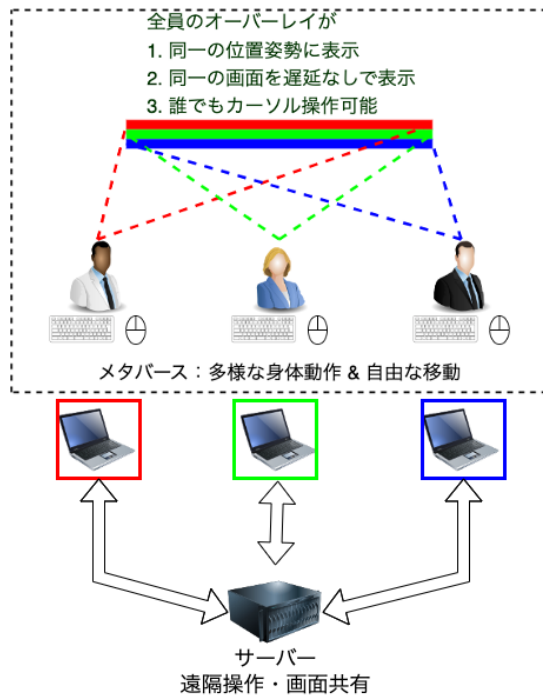 全員のオーバーレイが
1. 同一の位置姿勢に表示
2. 同一の画面を遅延なしで表示
3. 誰でもカーソル操作可能
メタバース：多様な身体動作 & 自由な移動
サーバー
遠隔操作・画面共有